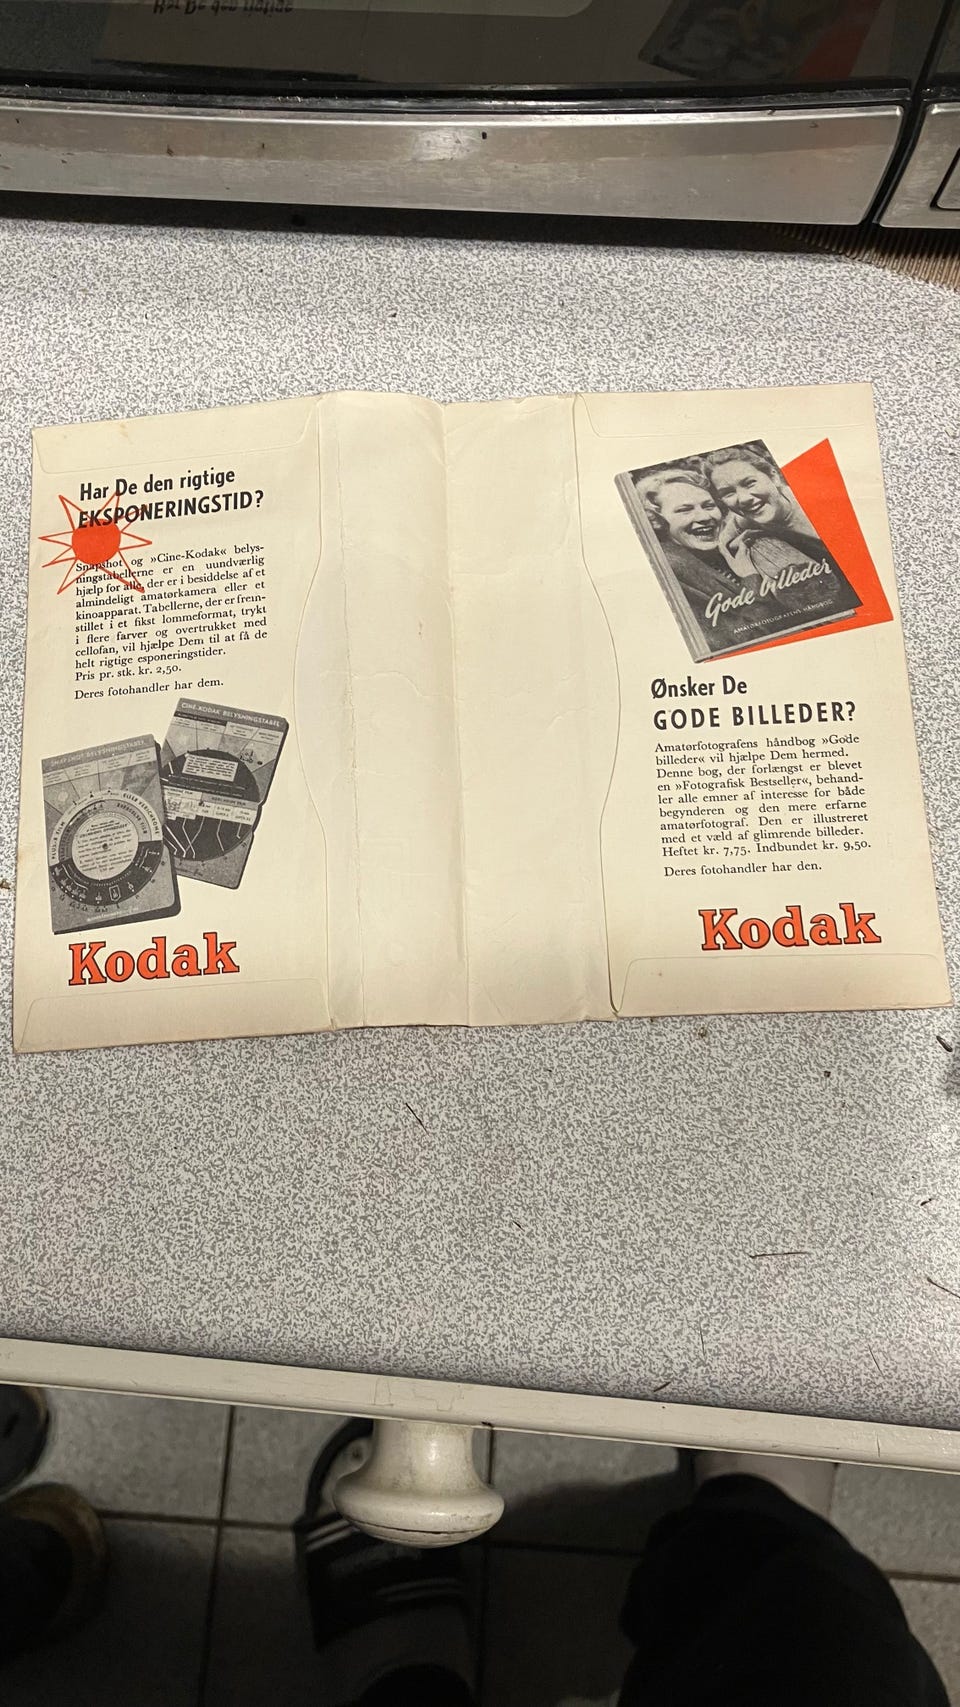 Har De den rigtige
EKSPONERINGSTID?
Snapshot og »Cine-Kodak« belys-
ningstabellerne er en uundværlig
hjælp for alle, der er i besiddelse af et
almindeligt amatørkamera eller et
kinoapparat. Tabellerne, der er frem-
stillet i et fikst lommeformat, trykt
i flere farver og overtrukket med
cellofan, vil hjælpe Dem til at få de
helt rigtige esponeringstider.
Pris pr. stk. kr. 2,50.
Deres fotohandler har dem.
CINE-KODAK BELYSNINGSTABEL
SNAPSHOT BELYSNINGSTABEL
Kodak
Gode billeder
AMATØRFOTOGRAFENS HÅNDBOG
Ønsker De
GODE BILLEDER?
Amatørfotografens håndbog »Gode
billeder« vil hjælpe Dem hermed.
Denne bog, der forlængst er blevet
en »Fotografisk Bestseller«, behand-
ler alle emner af interesse for både
begynderen og den mere erfarne
amatørfotograf. Den er illustreret
med et væld af glimrende billeder.
Heftet kr. 7,75. Indbundet kr. 9,50.
Deres fotohandler har den.
Kodak